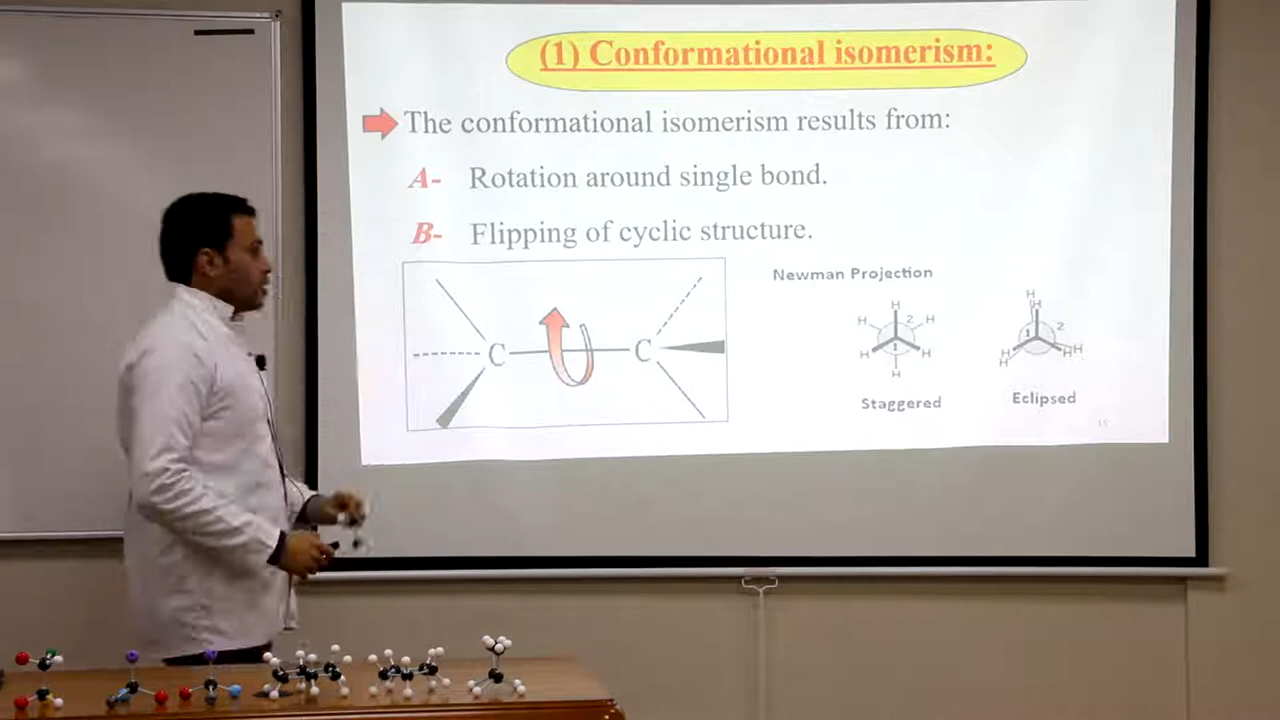 (1) Conformational isomerism:
The conformational isomerism results from:
A- Rotation around single bond.
B- Flipping of cyclic structure.
C C
Newman Projection
H
H 2 H
H 1 H
H
Staggered
H
H
1 2
H H H H
Eclipsed
15